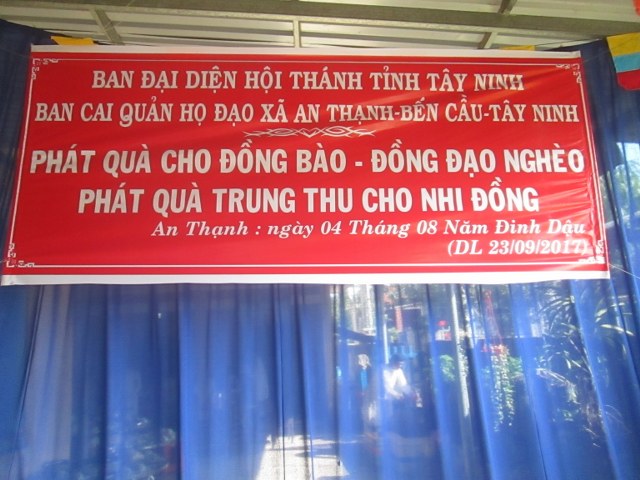 BAN ĐẠI DIỆN HỘI THÁNH TỈNH TÂY NINH
BAN CAI QUẢN HỌ ĐẠO XÃ AN THẠNH-BẾN CẦU-TÂY NINH
PHÁT QUÀ CHO ĐỒNG BÀO - ĐỒNG ĐẠO NGHÈO
PHÁT QUÀ TRUNG THU CHO NHI ĐỒNG
An Thạnh : ngày 04 Tháng 08 Năm Đinh Dậu
(DL 23/09/2017)